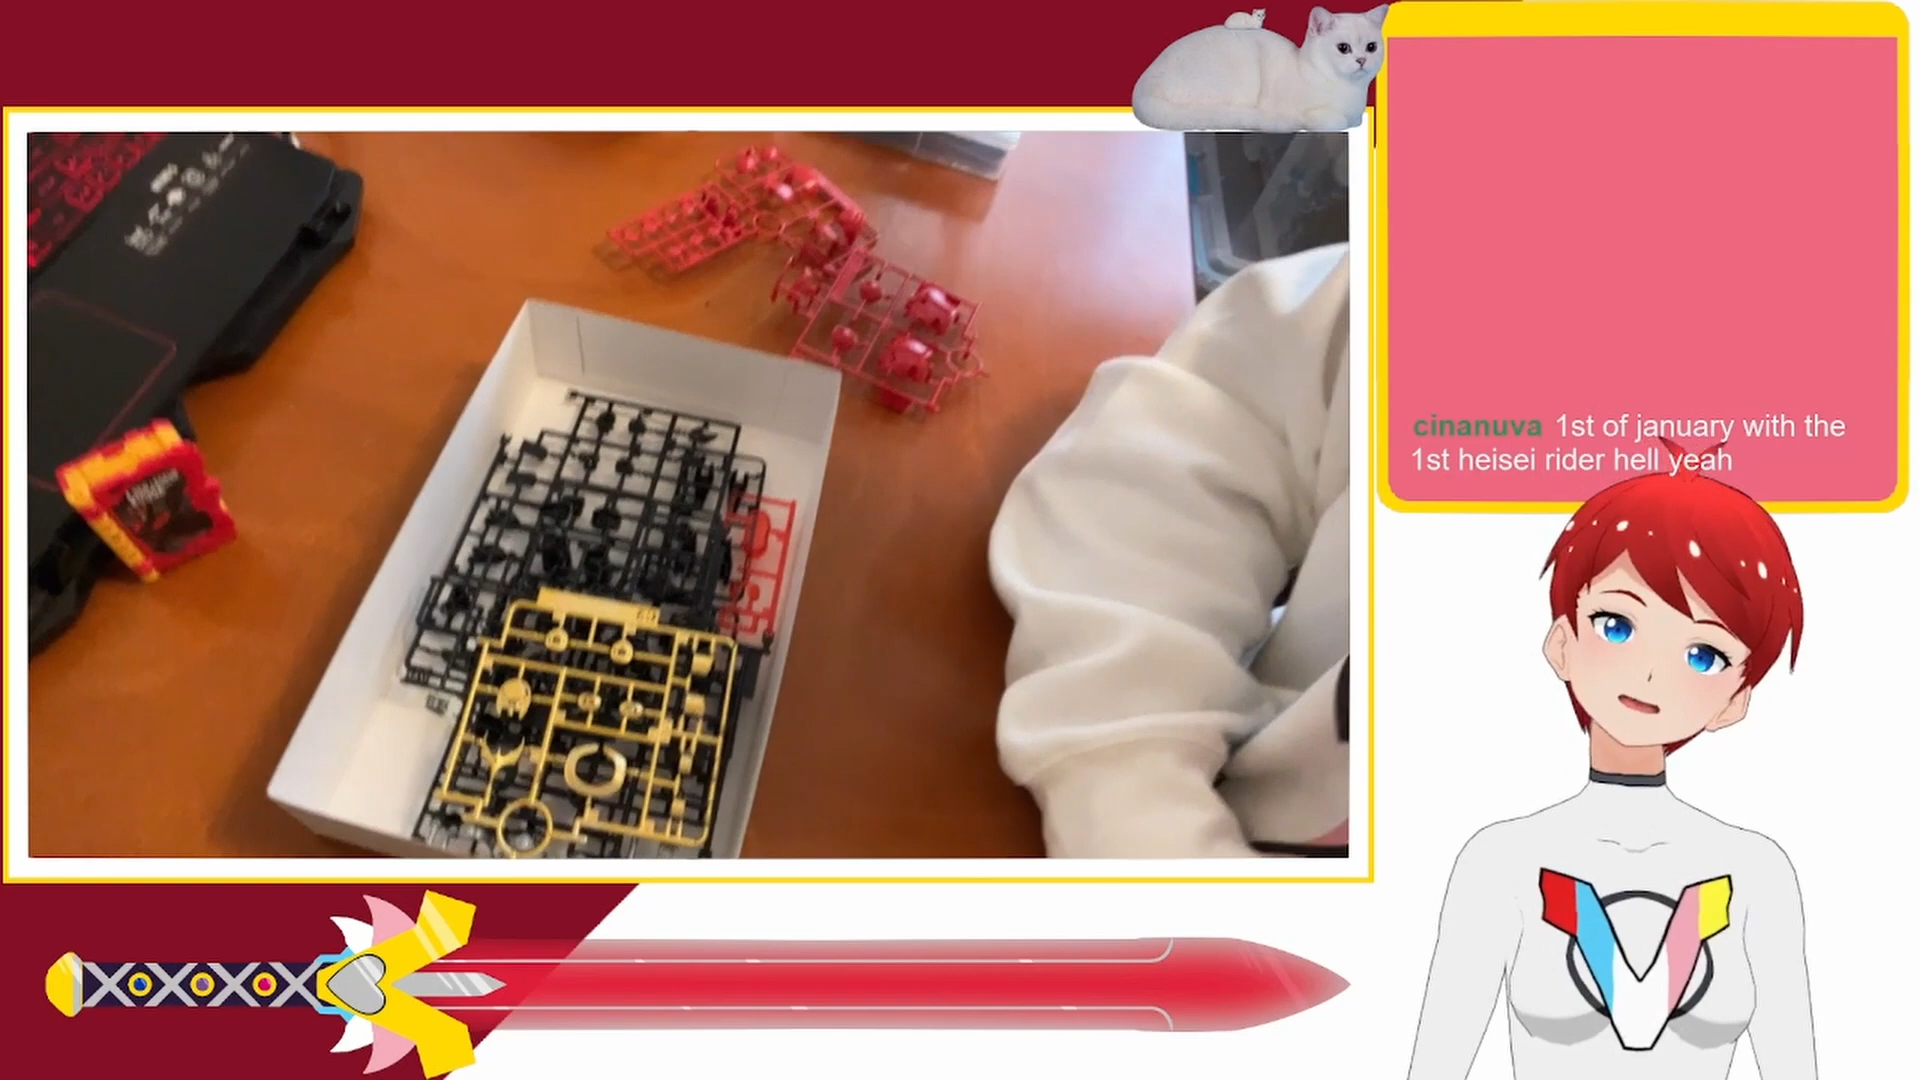 cinanuva 1st of january with the
1st heisei rider hell yeah